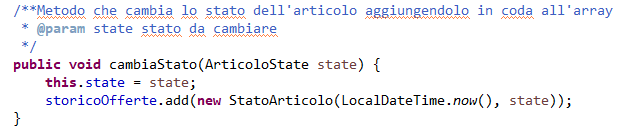 /**Metodo che cambia lo stato dell'articolo aggiungendolo in coda all'array
* @param state stato da cambiare
*/
public void cambiaStato(ArticoloState state) {
this.state = state;
storicoOfferte.add(new StatoArticolo(LocalDateTime.now(), state));
}